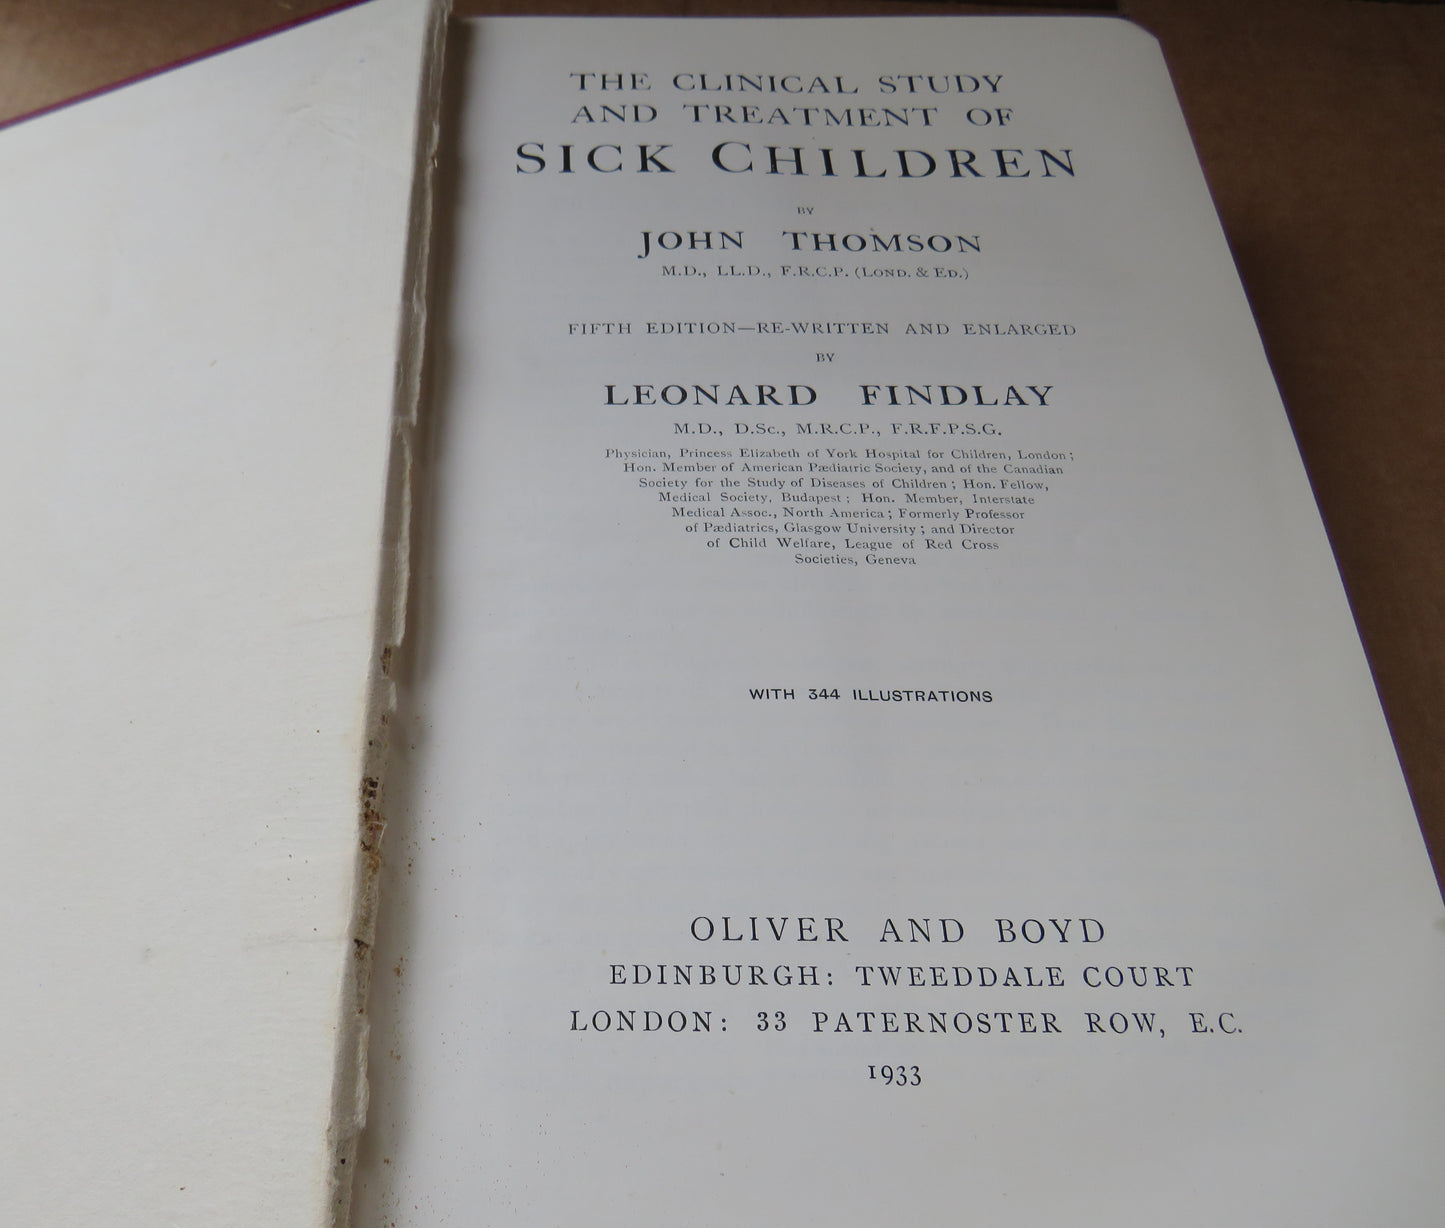 THE CLINICAL STUDY
AND TREATMENT OF
SICK CHILDREN
BY
JOHN THOMSON
M.D., LL.D., F.R.C.P. (LOND. & ED.)
FIFTH EDITION—RE-WRITTEN AND ENLARGED
BY
LEONARD FINDLAY
M.D., D.Sc., M.R.C.P., F.R.F.P.S.G.
Physician, Princess Elizabeth of York Hospital for Children, London;
Hon. Member of American Pædiatric Society, and of the Canadian
Society for the Study of Diseases of Children; Hon. Fellow,
Medical Society, Budapest; Hon. Member, Interstate
Medical Assoc., North America; Formerly Professor
of Pædiatrics, Glasgow University; and Director
of Child Welfare, League of Red Cross
Societies, Geneva
WITH 344 ILLUSTRATIONS
OLIVER AND BOYD
EDINBURGH: TWEEDDALE COURT
LONDON: 33 PATERNOSTER ROW, E.C.
1933